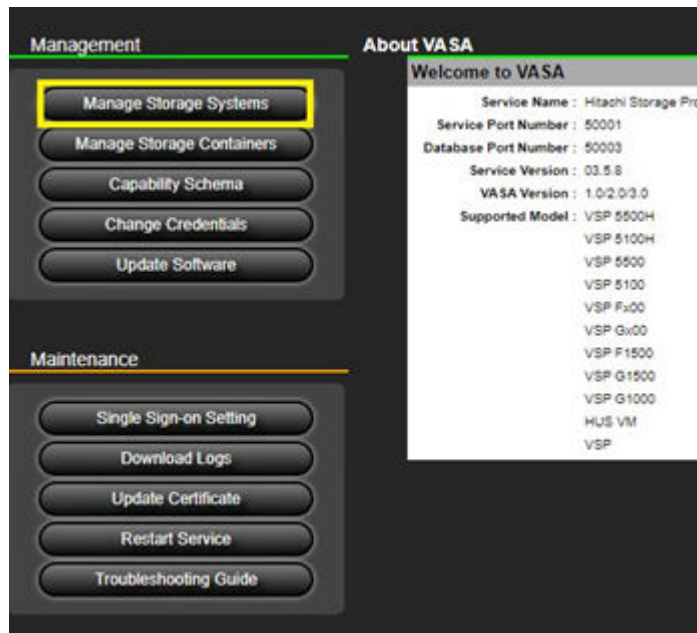 Management
Manage Storage Systems
Manage Storage Containers
Capability Schema
Change Credentials
Update Software
Maintenance
Single Sign-on Setting
Download Logs
Update Certificate
Restart Service
Troubleshooting Guide
About VASA
Welcome to VASA
Service Name : Hitachi Storage Pro
Service Port Number : 50001
Database Port Number : 50003
Service Version : 03.5.8
VASA Version : 1.0/2.0/3.0
Supported Model : VSP 5500H
VSP 5100H
VSP 5500
VSP 5100
VSP Fx00
VSP Gx00
VSP F1500
VSP G1500
VSP G1000
HUS VM
VSP